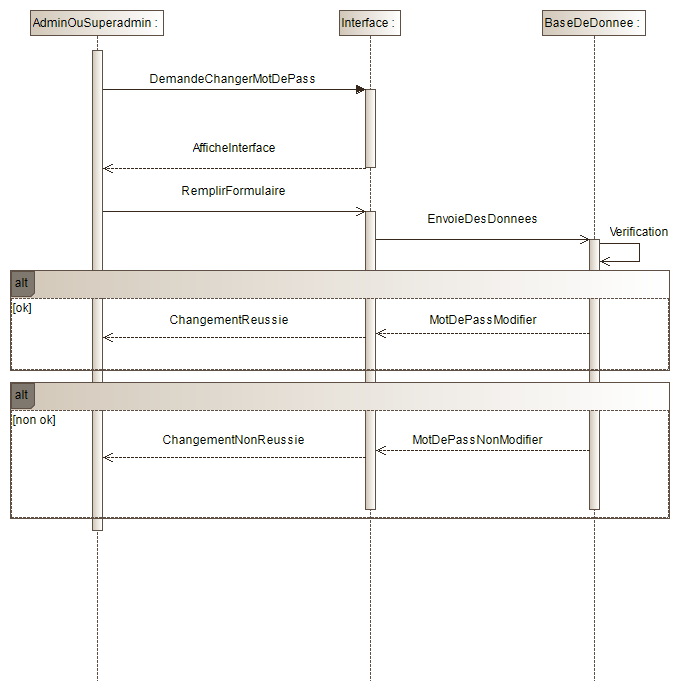 AdminOuSuperadmin :
Interface :
BaseDeDonnee :
DemandeChangerMotDePass
AfficheInterface
RemplirFormulaire
EnvoieDesDonnees
Verification
alt
[ok]
ChangementReussie
MotDePassModifier
alt
[non ok]
ChangementNonReussie
MotDePassNonModifier